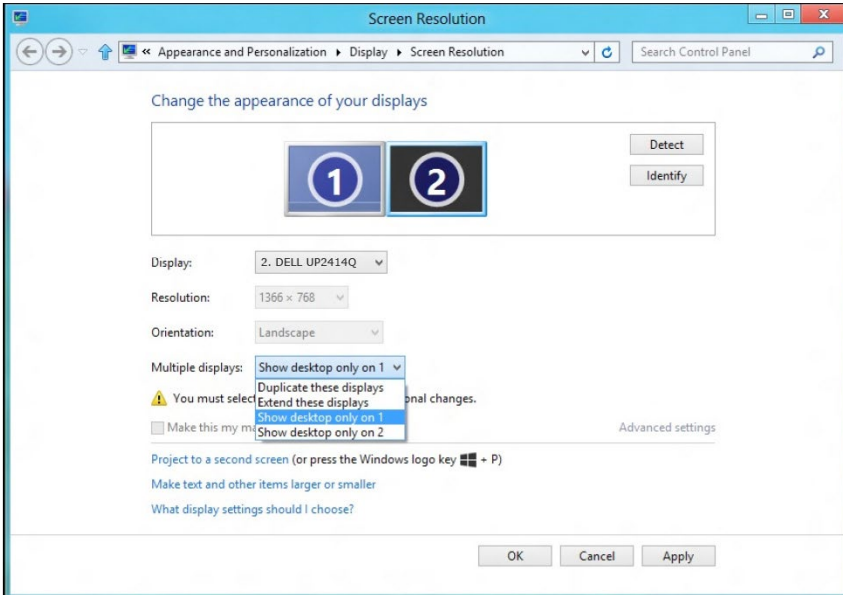 Screen Resolution
« Appearance and Personalization ▸ Display ▸ Screen Resolution
Search Control Panel
Change the appearance of your displays
1 2
Detect
Identify
Display: 2. DELL UP2414Q
Resolution: 1366 × 768
Orientation: Landscape
Multiple displays: Show desktop only on 1
Duplicate these displays
You must selec onal changes.
Extend these displays
Show desktop only on 1
Make this my ma Advanced settings
Show desktop only on 2
Project to a second screen (or press the Windows logo key + P)
Make text and other items larger or smaller
What display settings should I choose?
OK Cancel Apply